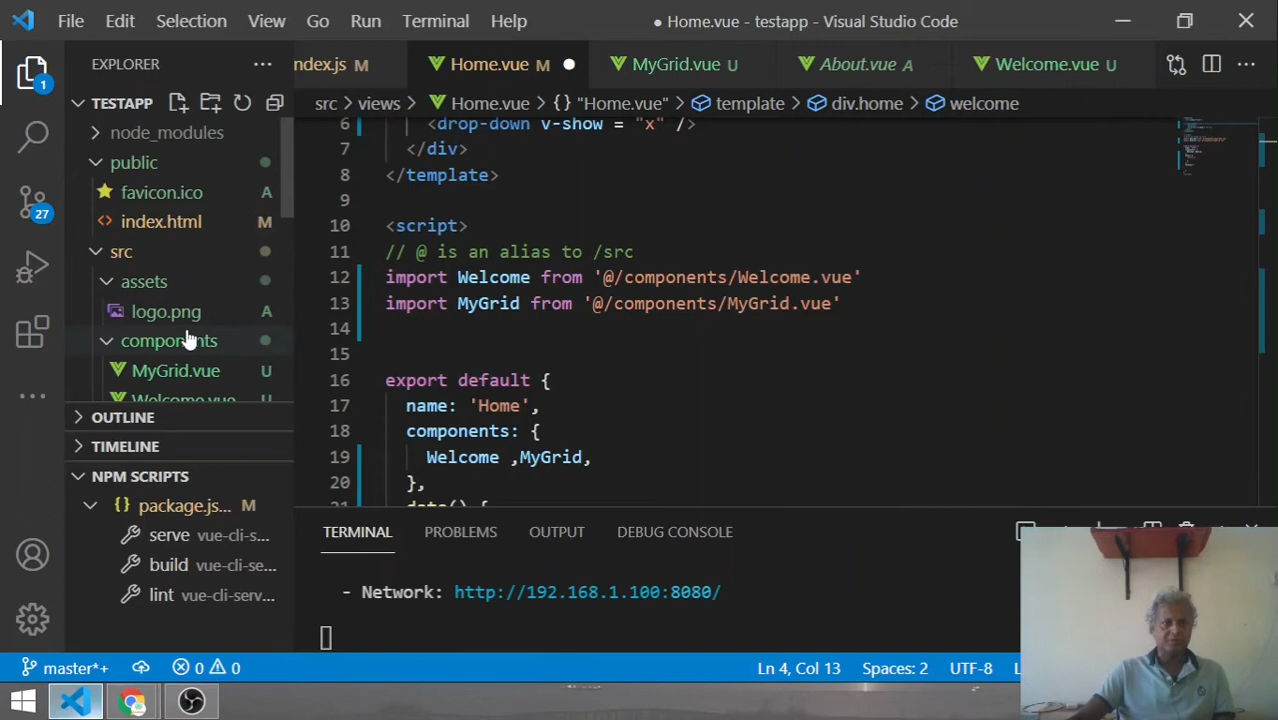 File Edit Selection View Go Run Terminal Help
● Home.vue - testapp - Visual Studio Code
EXPLORER
ndex.js M
Home.vue M
MyGrid.vue U
About.vue A
Welcome.vue U
1
TESTAPP
src > views > Home.vue > {} "Home.vue" > template > div.home > welcome
node_modules
public
favicon.ico A
index.html M
src
assets
logo.png A
components
MyGrid.vue U
Welcome.vue U
27
OUTLINE
TIMELINE
NPM SCRIPTS
package.js... M
serve vue-cli-s...
build vue-cli-se...
lint vue-cli-serv...
6 <drop-down v-show = "x" />
7 </div>
8 </template>
9
10 <script>
11 // @ is an alias to /src
12 import Welcome from '@/components/Welcome.vue'
13 import MyGrid from '@/components/MyGrid.vue'
14
15
16 export default {
17 name: 'Home',
18 components: {
19 Welcome ,MyGrid,
20 },
21 data() {
TERMINAL PROBLEMS OUTPUT DEBUG CONSOLE
- Network: http://192.168.1.100:8080/
master*+ 0 0
Ln 4, Col 13 Spaces: 2 UTF-8